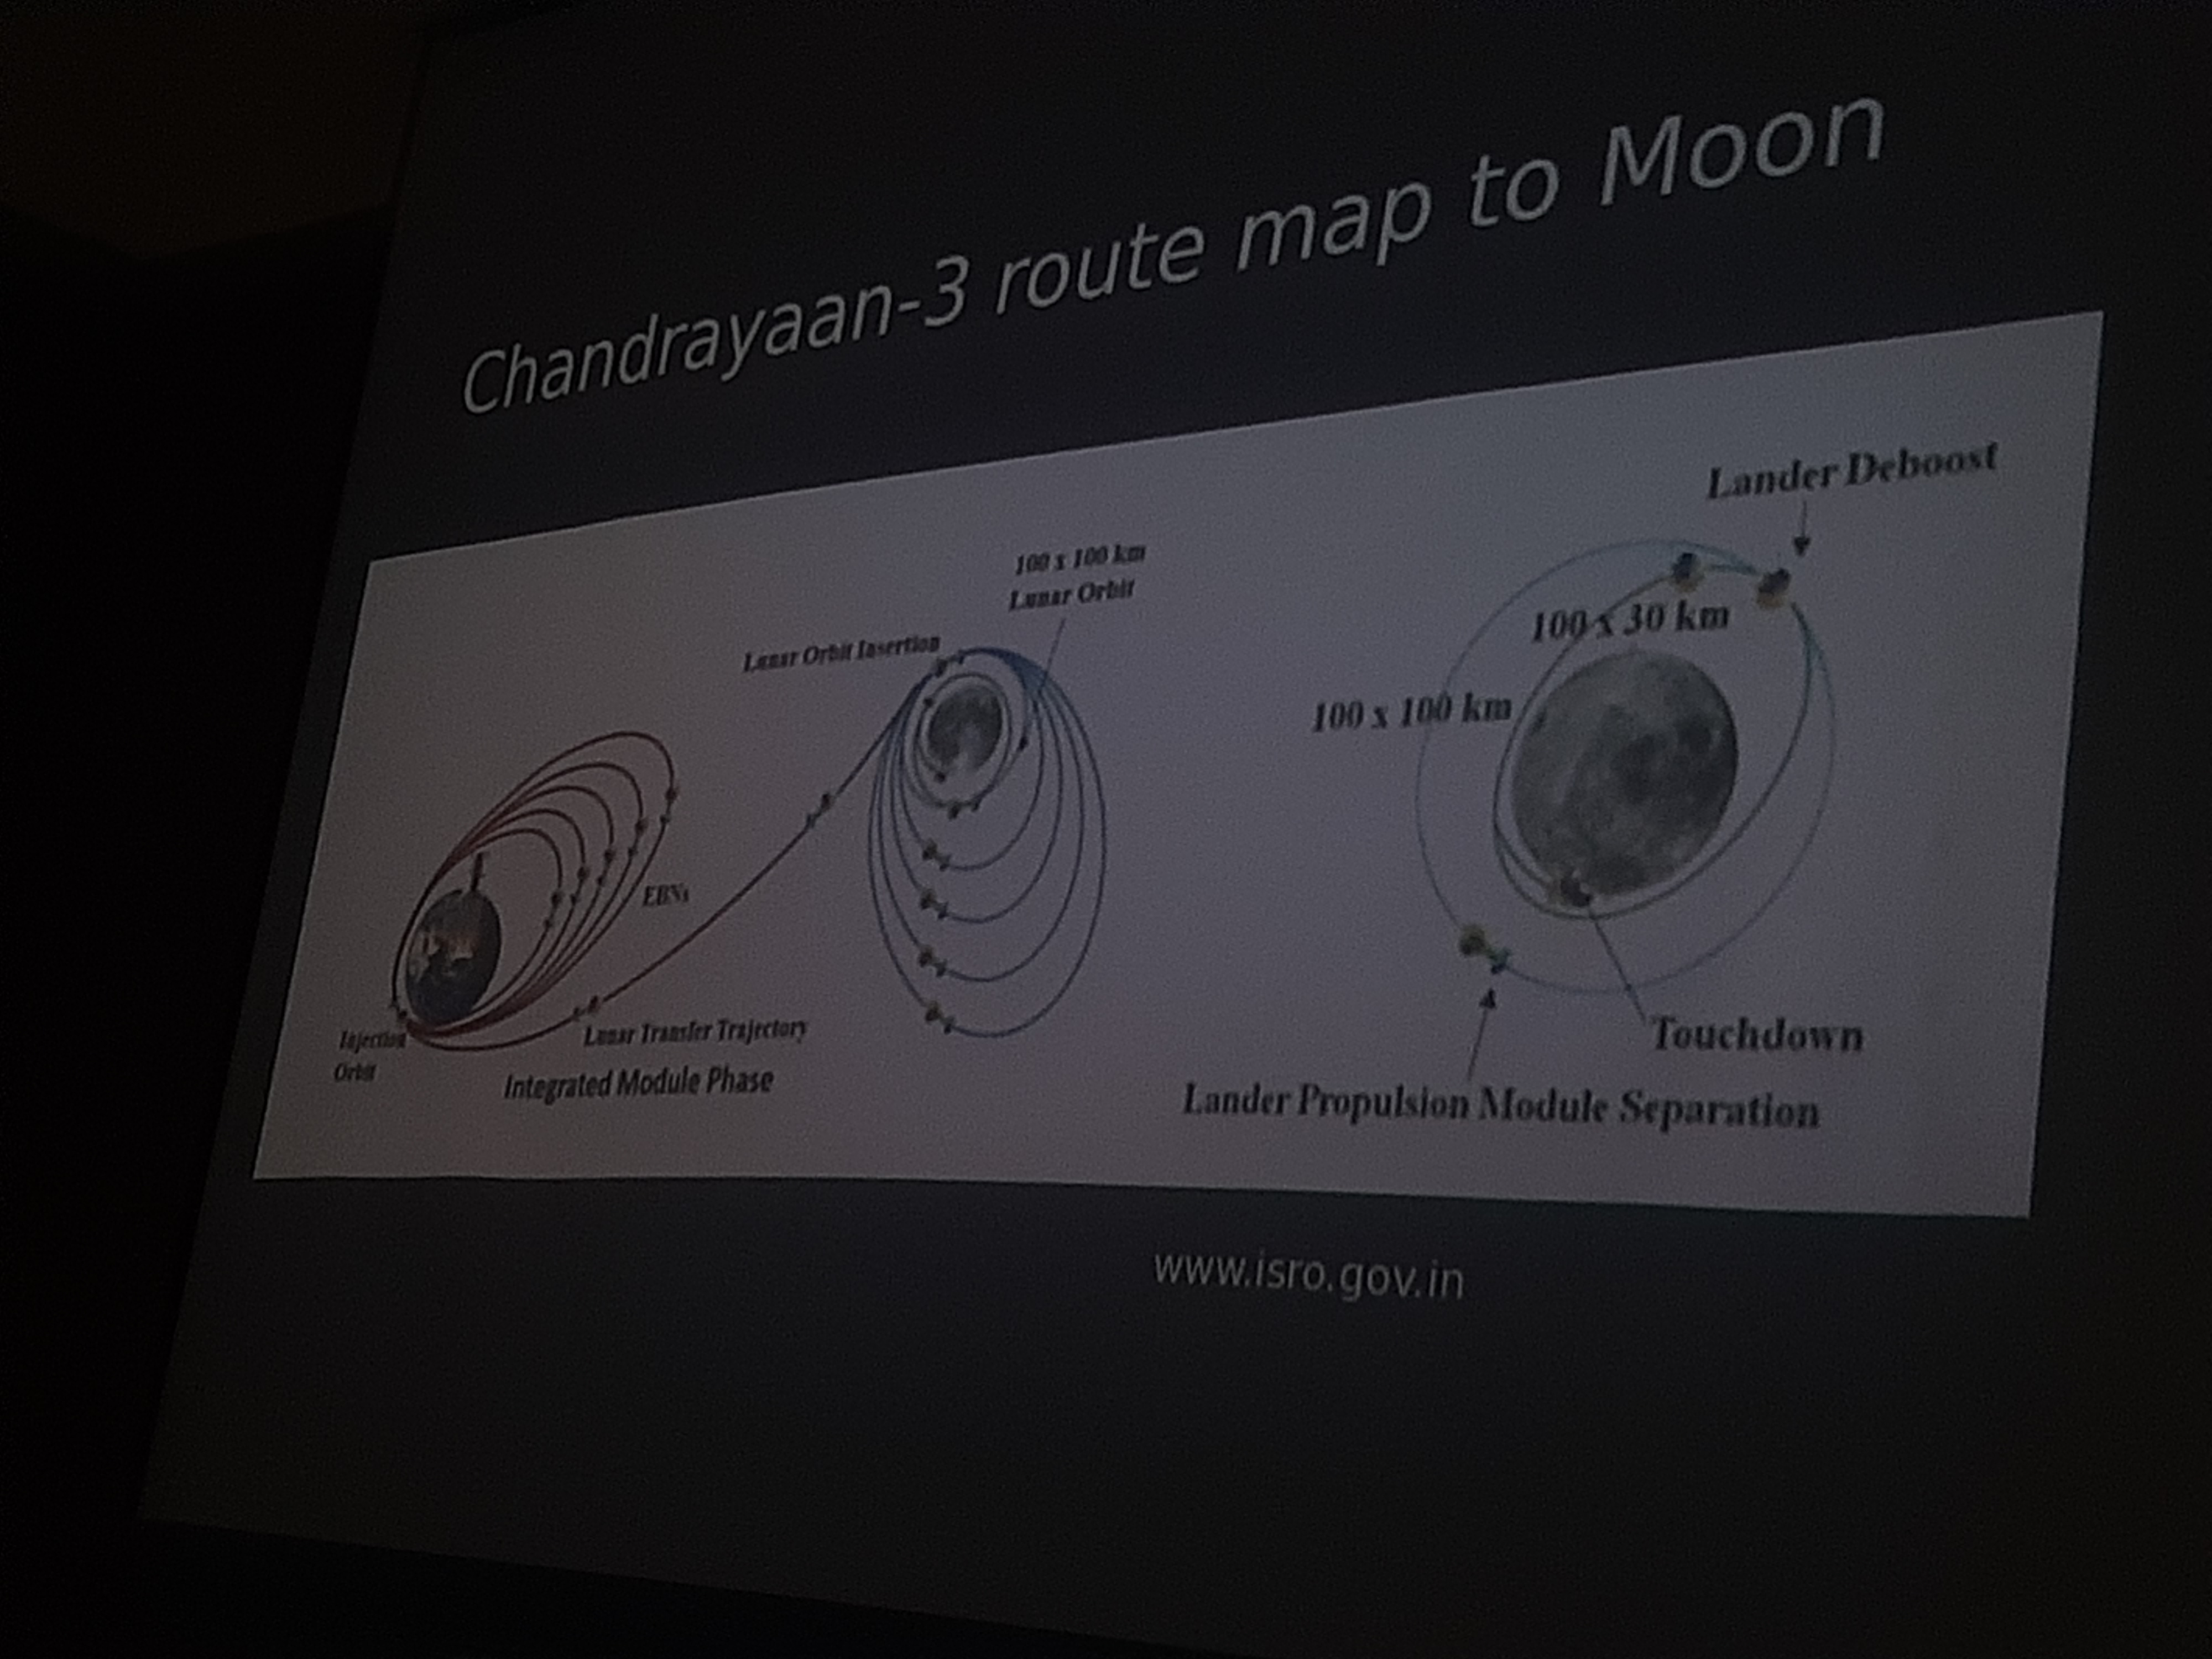 Chandrayaan-3 route map to Moon
Lander Deboost
100 x 100 km
Lunar Orbit
Lunar Orbit Insertion
100 x 30 km
100 x 100 km
EBNs
Injection
Orbit
Lunar Transfer Trajectory
Integrated Module Phase
Touchdown
Lander Propulsion Module Separation
www.isro.gov.in